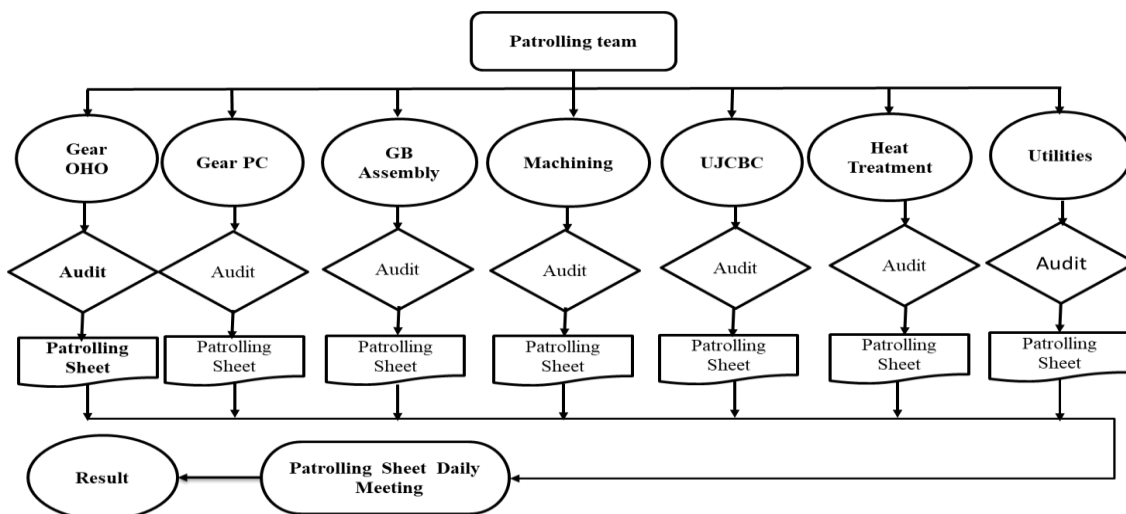 Patrolling team
Gear
OHO
Gear PC
GB
Assembly
Machining
UJCBC
Heat
Treatment
Utilities
Audit
Audit
Audit
Audit
Audit
Audit
Audit
Patrolling
Sheet
Patrolling
Sheet
Patrolling
Sheet
Patrolling
Sheet
Patrolling
Sheet
Patrolling
Sheet
Patrolling
Sheet
Result
Patrolling Sheet Daily
Meeting